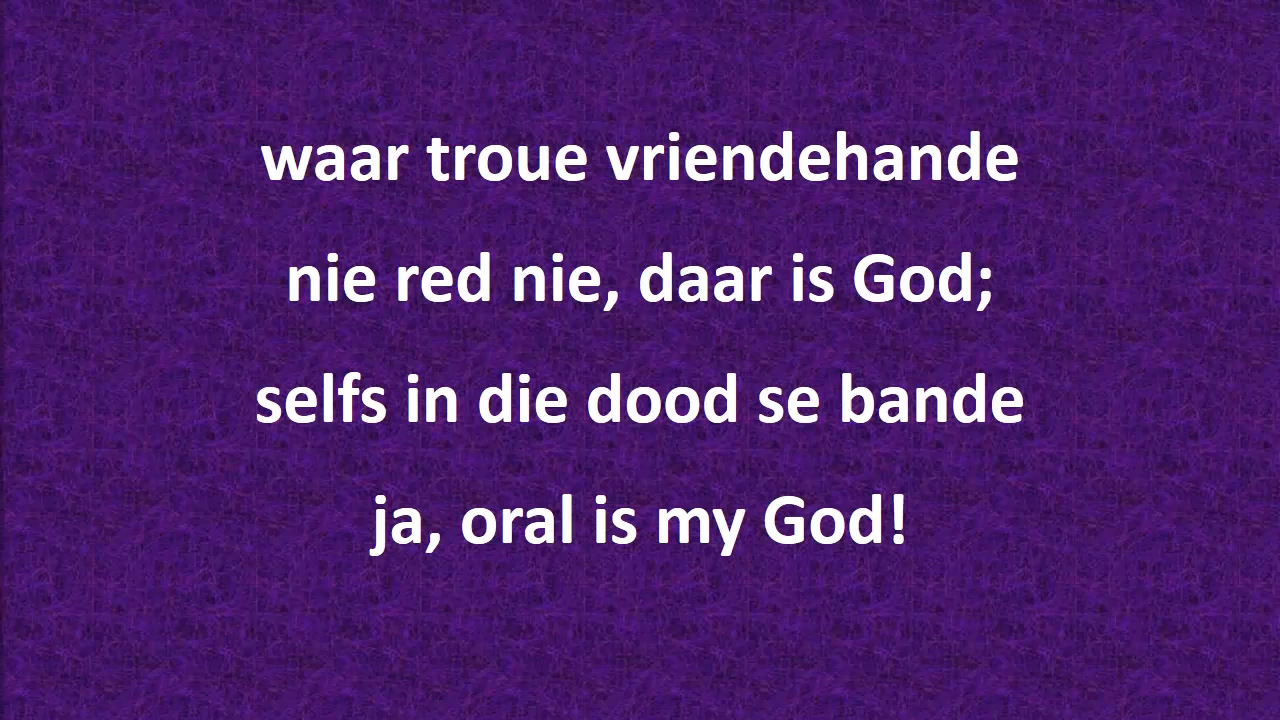 waar troue vriendehande
nie red nie, daar is God;
selfs in die dood se bande
ja, oral is my God!